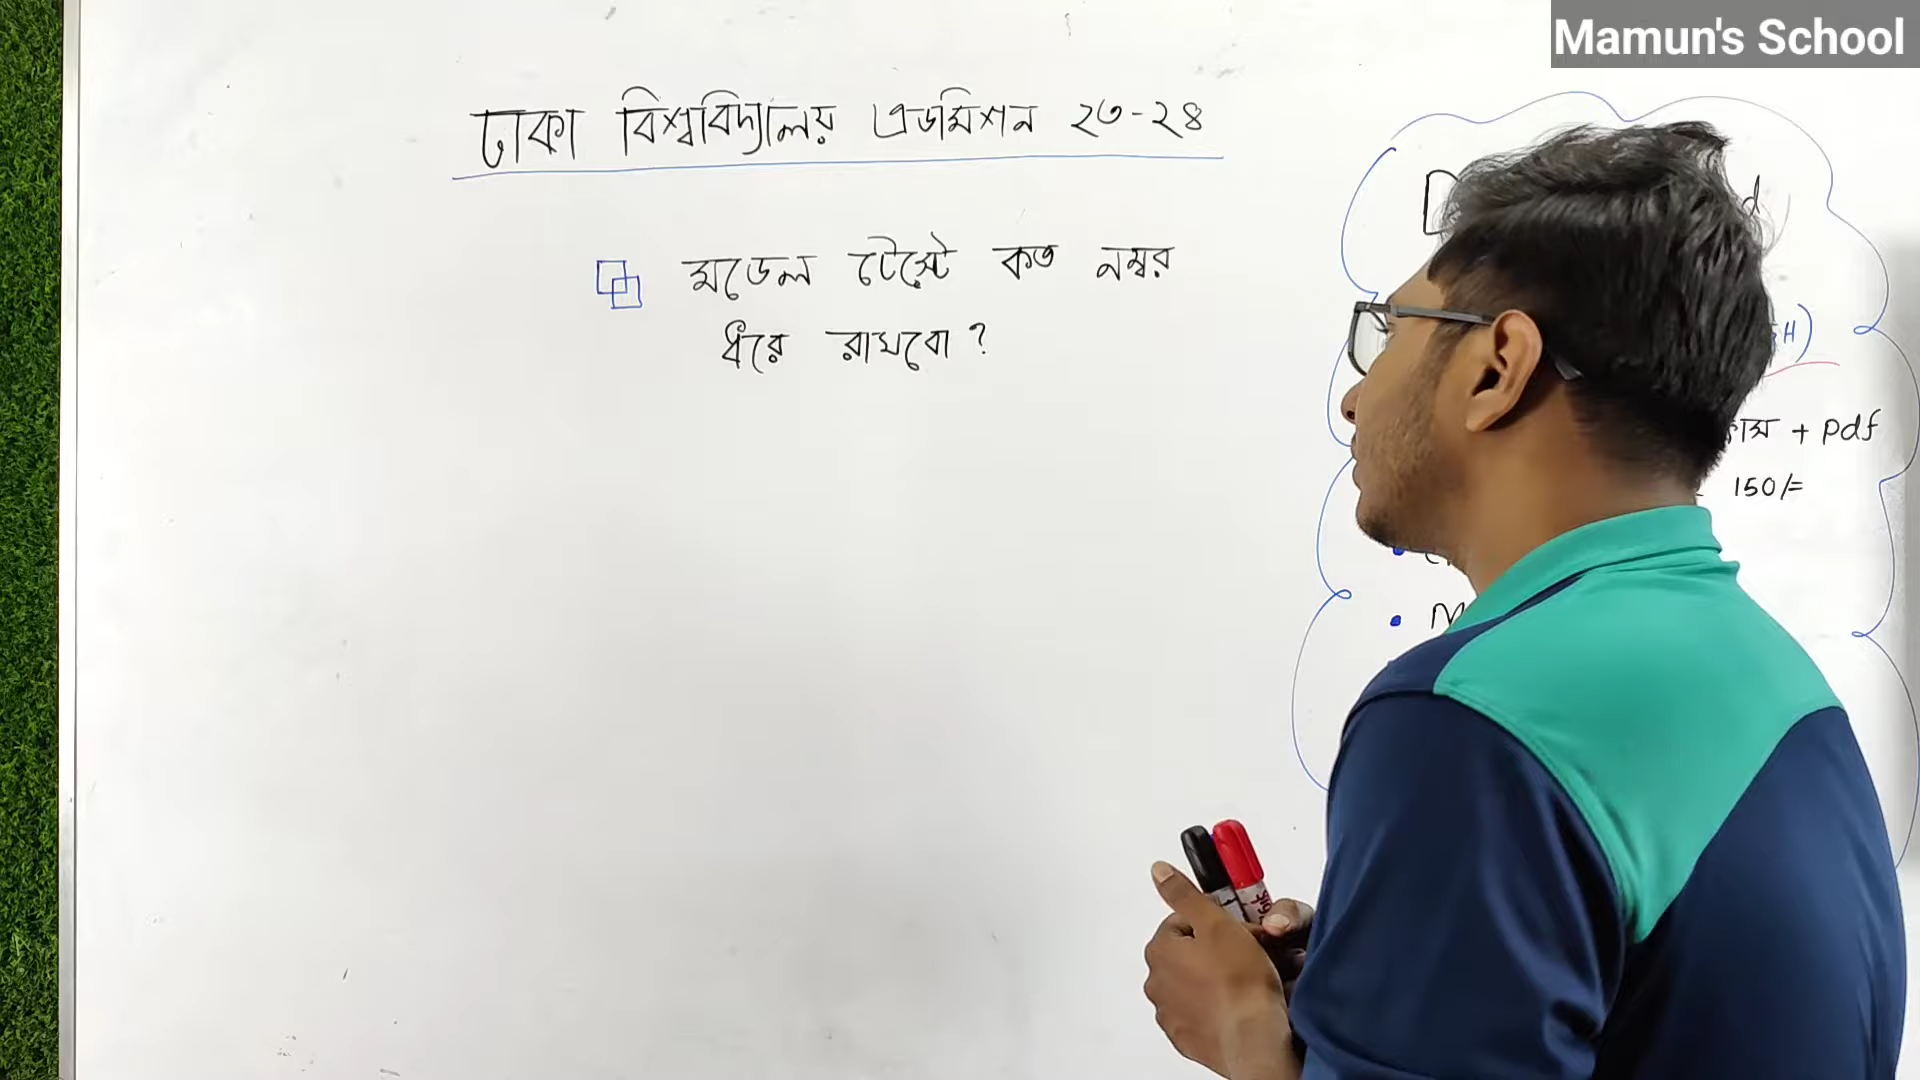 Mamun's School
ঢাকা বিশ্ববিদ্যালয় এডমিশন ২৩-২৪
মডেল টেস্টে কত নম্বর
ধরে রাখবো?
+ pdf
150/=